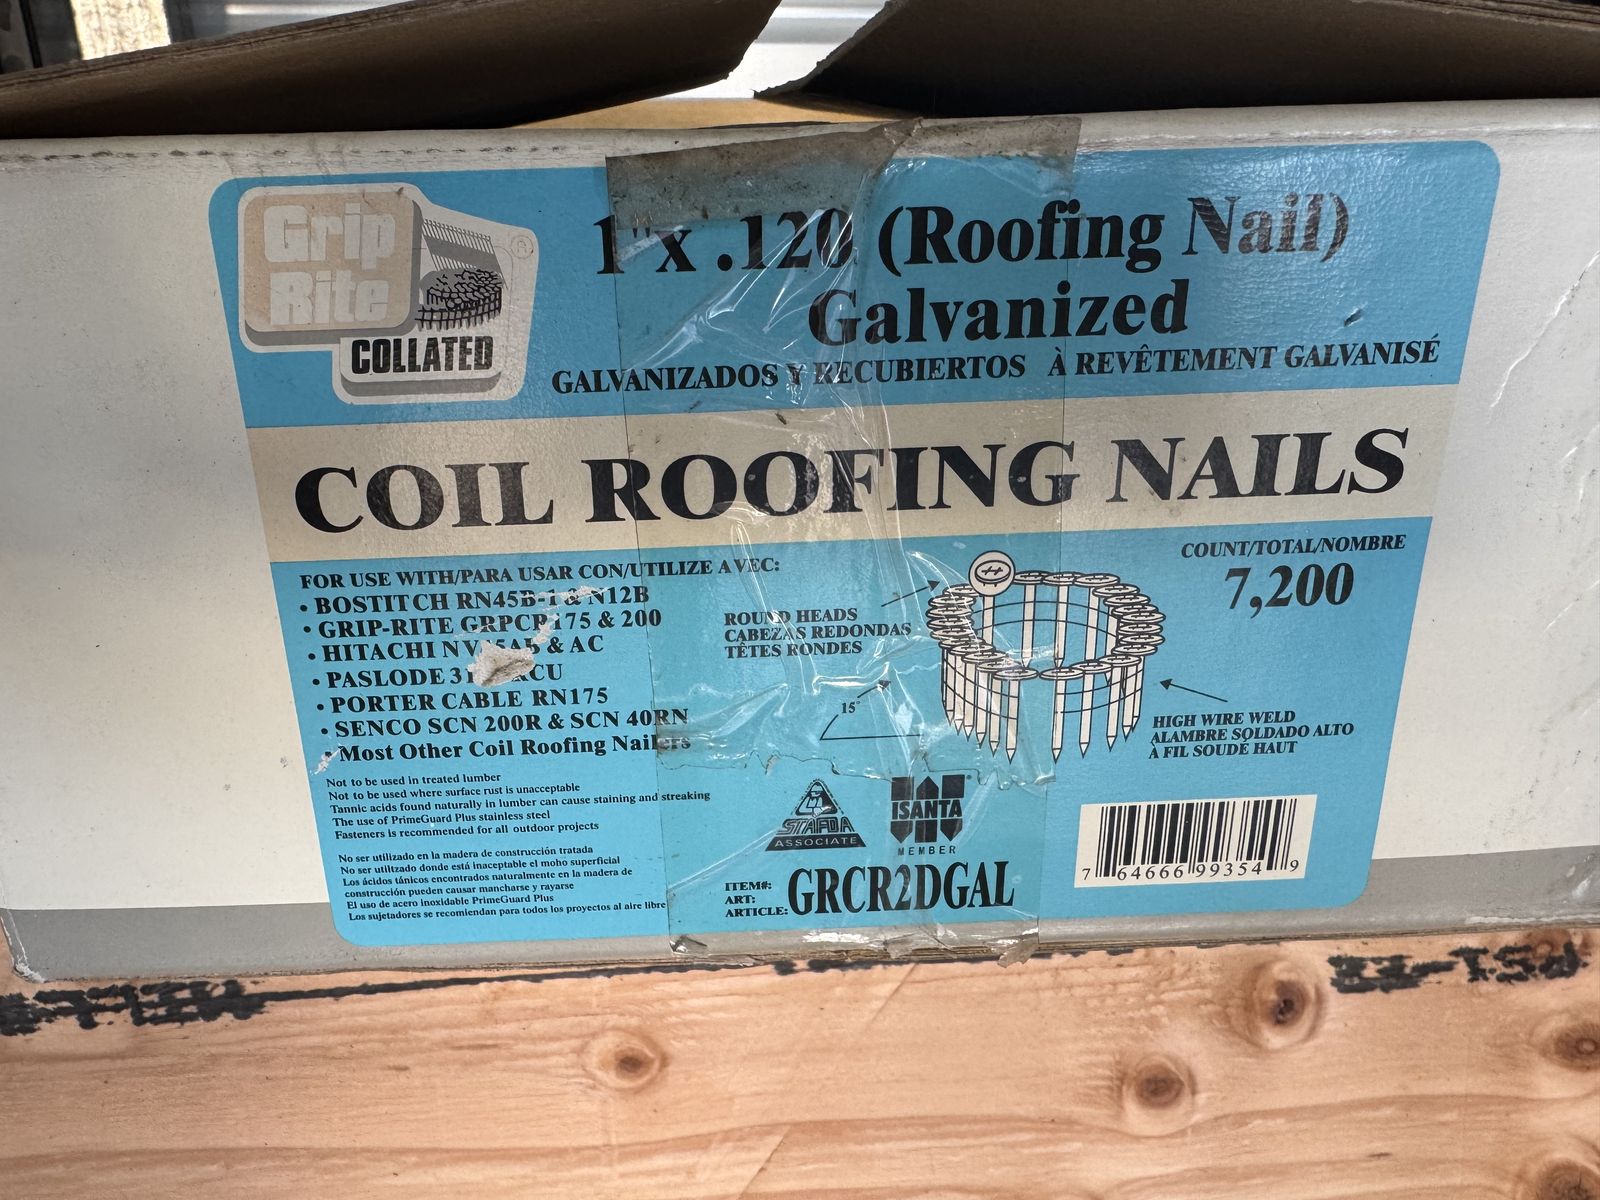 Grip
Rite
®
COLLATED
1"x .120 (Roofing Nail)
Galvanized
GALVANIZADOS Y RECUBIERTOS À REVÊTEMENT GALVANISÉ
COIL ROOFING NAILS
FOR USE WITH/PARA USAR CON/UTILIZE AVEC:
• BOSTITCH RN45B-1 & N12B
• GRIP-RITE GRPCR175 & 200
• HITACHI & AC
• PASLODE
• PORTER CABLE RN175
• SENCO SCN 200R & SCN 40RN
• Most Other Coil Roofing Nailers
Not to be used in treated lumber
Not to be used where surface rust is unacceptable
Tannic acids found naturally in lumber can cause staining and streaking
The use of PrimeGuard Plus stainless steel
Fasteners is recommended for all outdoor projects
No ser utilizado en la madera de construcción tratada
No ser utilizado donde está inaceptable el moho superficial
Los ácidos tánicos encontrados naturalmente en la madera de
construcción pueden causar mancharse y rayarse
El uso de acero inoxidable PrimeGuard Plus
Los sujetadores se recomiendan para todos los proyectos al aire libre
ROUND HEADS
CABEZAS REDONDAS
TÊTES RONDES
15°
COUNT/TOTAL/NOMBRE
7,200
HIGH WIRE WELD
ALAMBRE SOLDADO ALTO
À FIL SOUDÉ HAUT
STAFDA
ASSOCIATE
ISANTA
MEMBER
ITEM#:
ART:
ARTICLE:
GRCR2DGAL
7 64666 99354 9